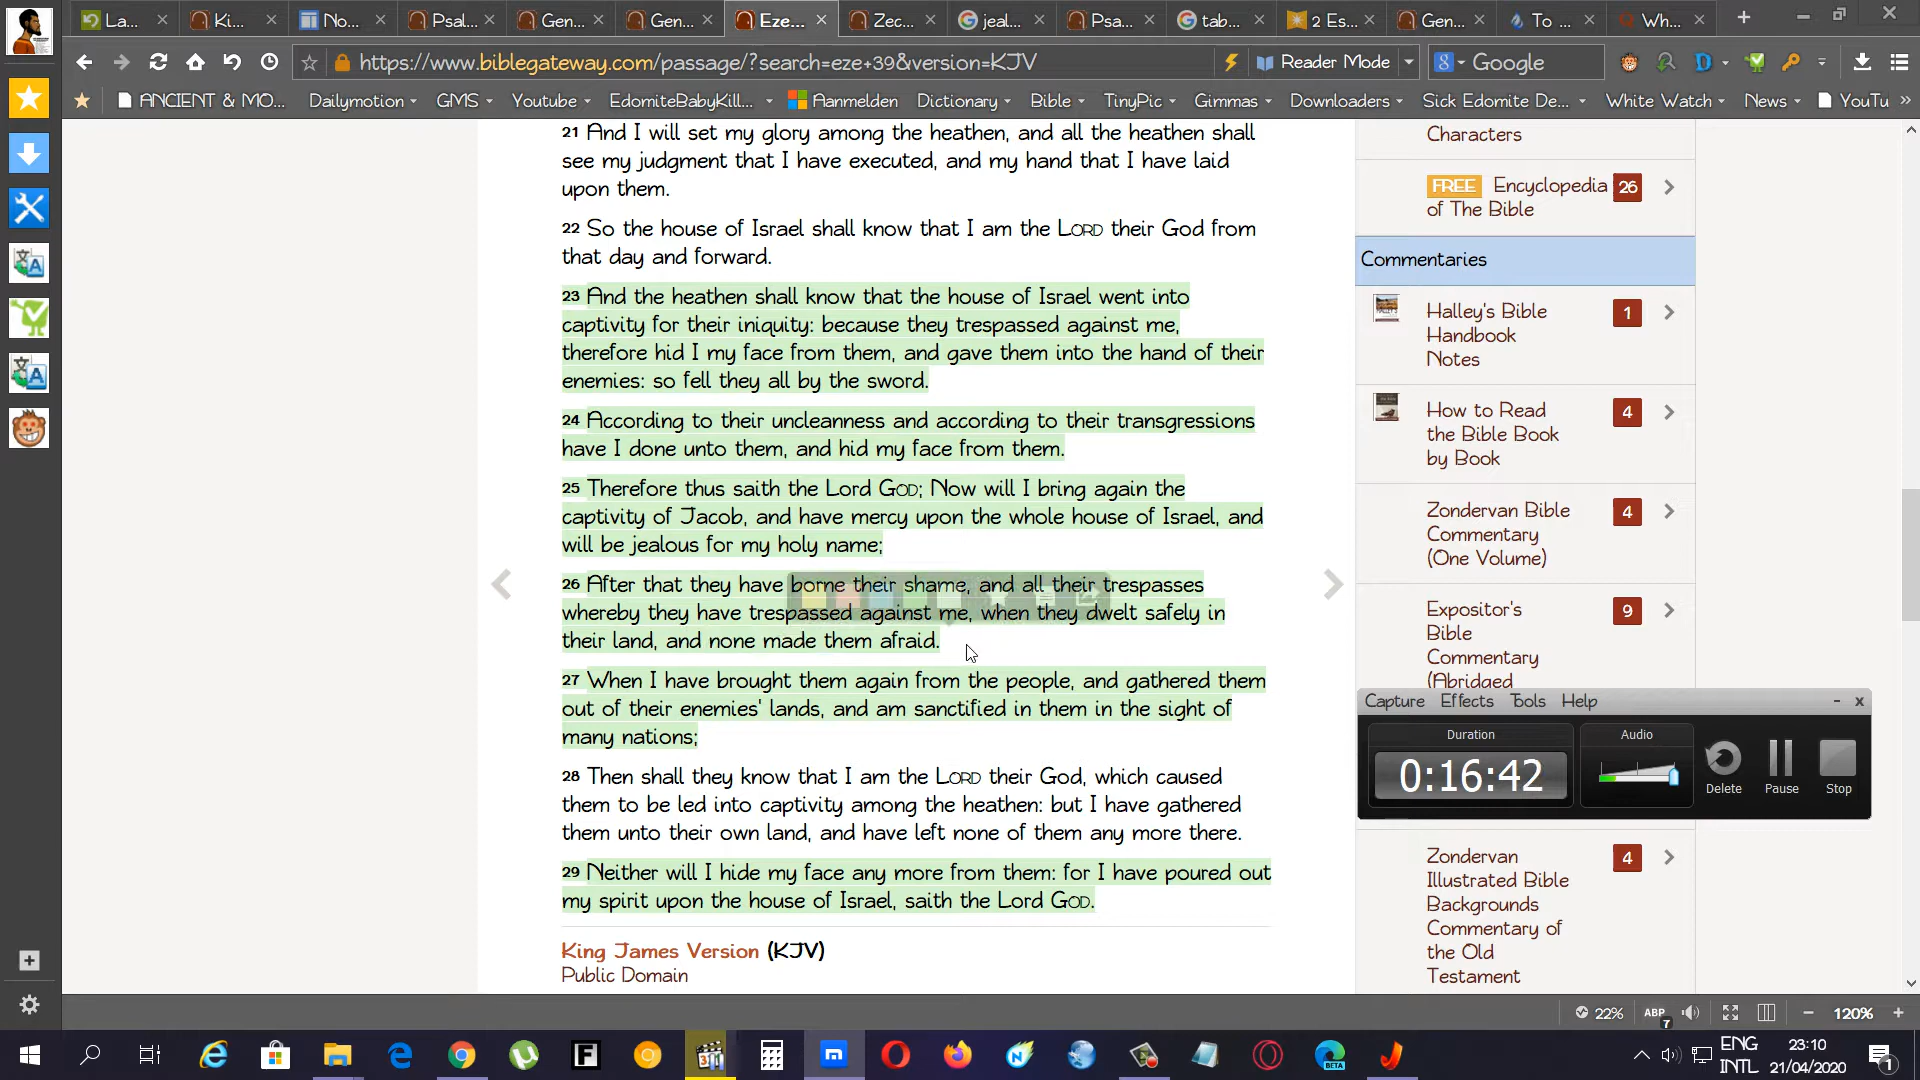 La...
Ki...
No...
Psal...
Gen...
Gen...
Eze...
Zec...
jeal...
Psa...
tab...
2 Es...
Gen...
To ...
Wh...
https://www.biblegateway.com/passage/?search=eze+39&version=KJV
Reader Mode
Google
ANCIENT & MO...
Dailymotion
GMS
Youtube
EdomiteBabyKill...
Aanmelden
Dictionary
Bible
TinyPic
Gimmas
Downloaders
Sick Edomite De...
White Watch
News
YouTu
21 And I will set my glory among the heathen, and all the heathen shall
see my judgment that I have executed, and my hand that I have laid
upon them.
22 So the house of Israel shall know that I am the LORD their God from
that day and forward.
23 And the heathen shall know that the house of Israel went into
captivity for their iniquity: because they trespassed against me,
therefore hid I my face from them, and gave them into the hand of their
enemies: so fell they all by the sword.
24 According to their uncleanness and according to their transgressions
have I done unto them, and hid my face from them.
25 Therefore thus saith the Lord GOD; Now will I bring again the
captivity of Jacob, and have mercy upon the whole house of Israel, and
will be jealous for my holy name;
26 After that they have borne their shame, and all their trespasses
whereby they have trespassed against me, when they dwelt safely in
their land, and none made them afraid.
27 When I have brought them again from the people, and gathered them
out of their enemies' lands, and am sanctified in them in the sight of
many nations;
28 Then shall they know that I am the LORD their God, which caused
them to be led into captivity among the heathen: but I have gathered
them unto their own land, and have left none of them any more there.
29 Neither will I hide my face any more from them: for I have poured out
my spirit upon the house of Israel, saith the Lord GOD.
King James Version (KJV)
Public Domain
Characters
FREE Encyclopedia 26
of The Bible
Commentaries
Halley's Bible 1
Handbook
Notes
How to Read 4
the Bible Book
by Book
Zondervan Bible 4
Commentary
(One Volume)
Expositor's 9
Bible
Commentary
(Abridged
Capture Effects Tools Help
Duration
0:16:42
Audio
Delete
Pause
Stop
Zondervan 4
Illustrated Bible
Backgrounds
Commentary of
the Old
Testament
22%
ABP
7
120%
ENG
INTL
23:10
21/04/2020
1